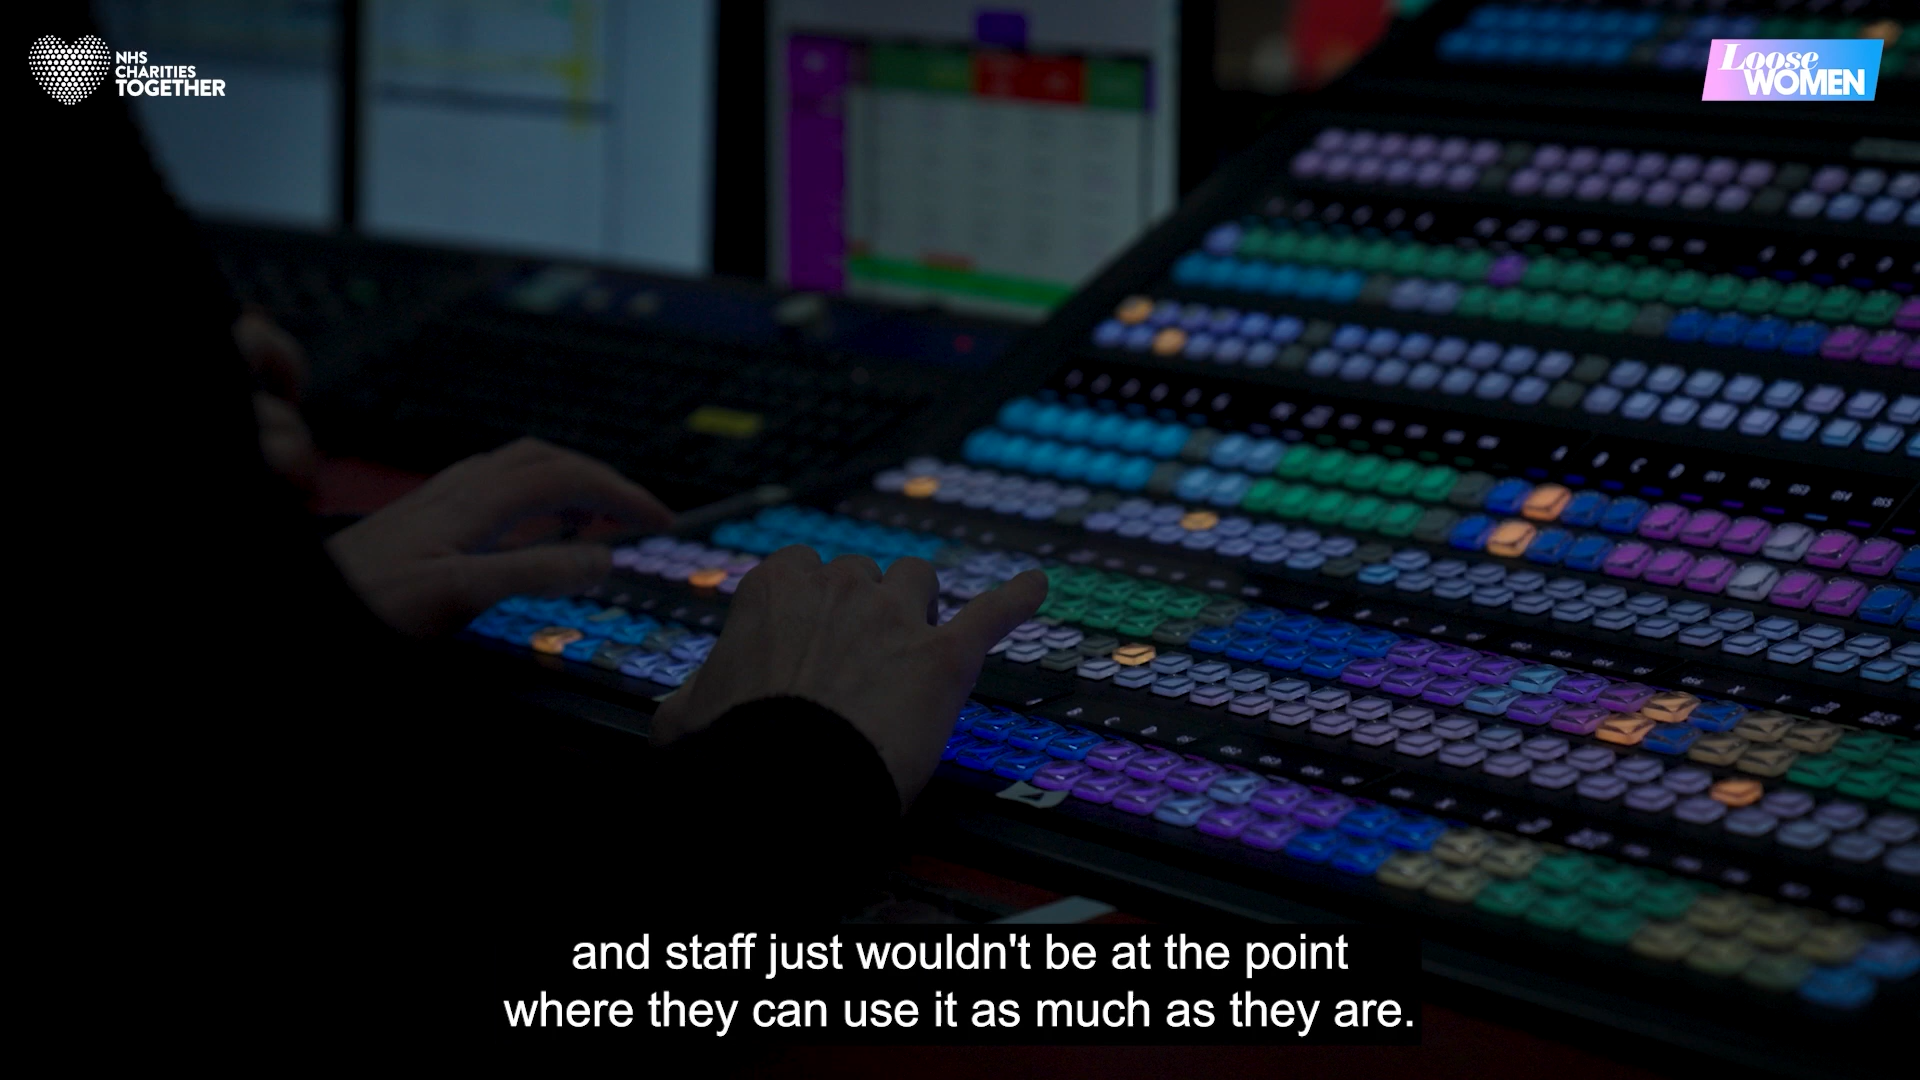 NHS
CHARITIES
TOGETHER
Loose
WOMEN
and staff just wouldn't be at the point
where they can use it as much as they are.